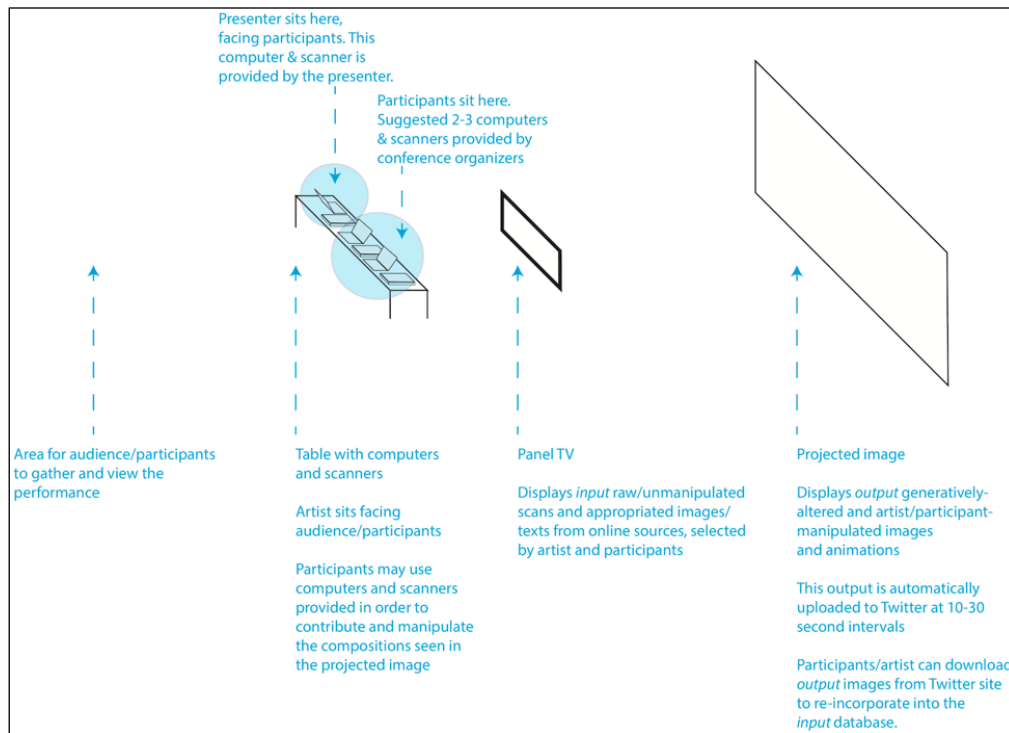 Presenter sits here,
facing participants. This
computer & scanner is
provided by the presenter.
Participants sit here.
Suggested 2-3 computers
& scanners provided by
conference organizers
Area for audience/participants
to gather and view the
performance
Table with computers
and scanners
Artist sits facing
audience/participants
Participants may use
computers and scanners
provided in order to
contribute and manipulate
the compositions seen in
the projected image
Panel TV
Displays input raw/unmanipulated
scans and appropriated images/
texts from online sources, selected
by artist and participants
Projected image
Displays output generatively-
altered and artist/participant-
manipulated images
and animations
This output is automatically
uploaded to Twitter at 10-30
second intervals
Participants/artist can download
output images from Twitter site
to re-incorporate into the
input database.